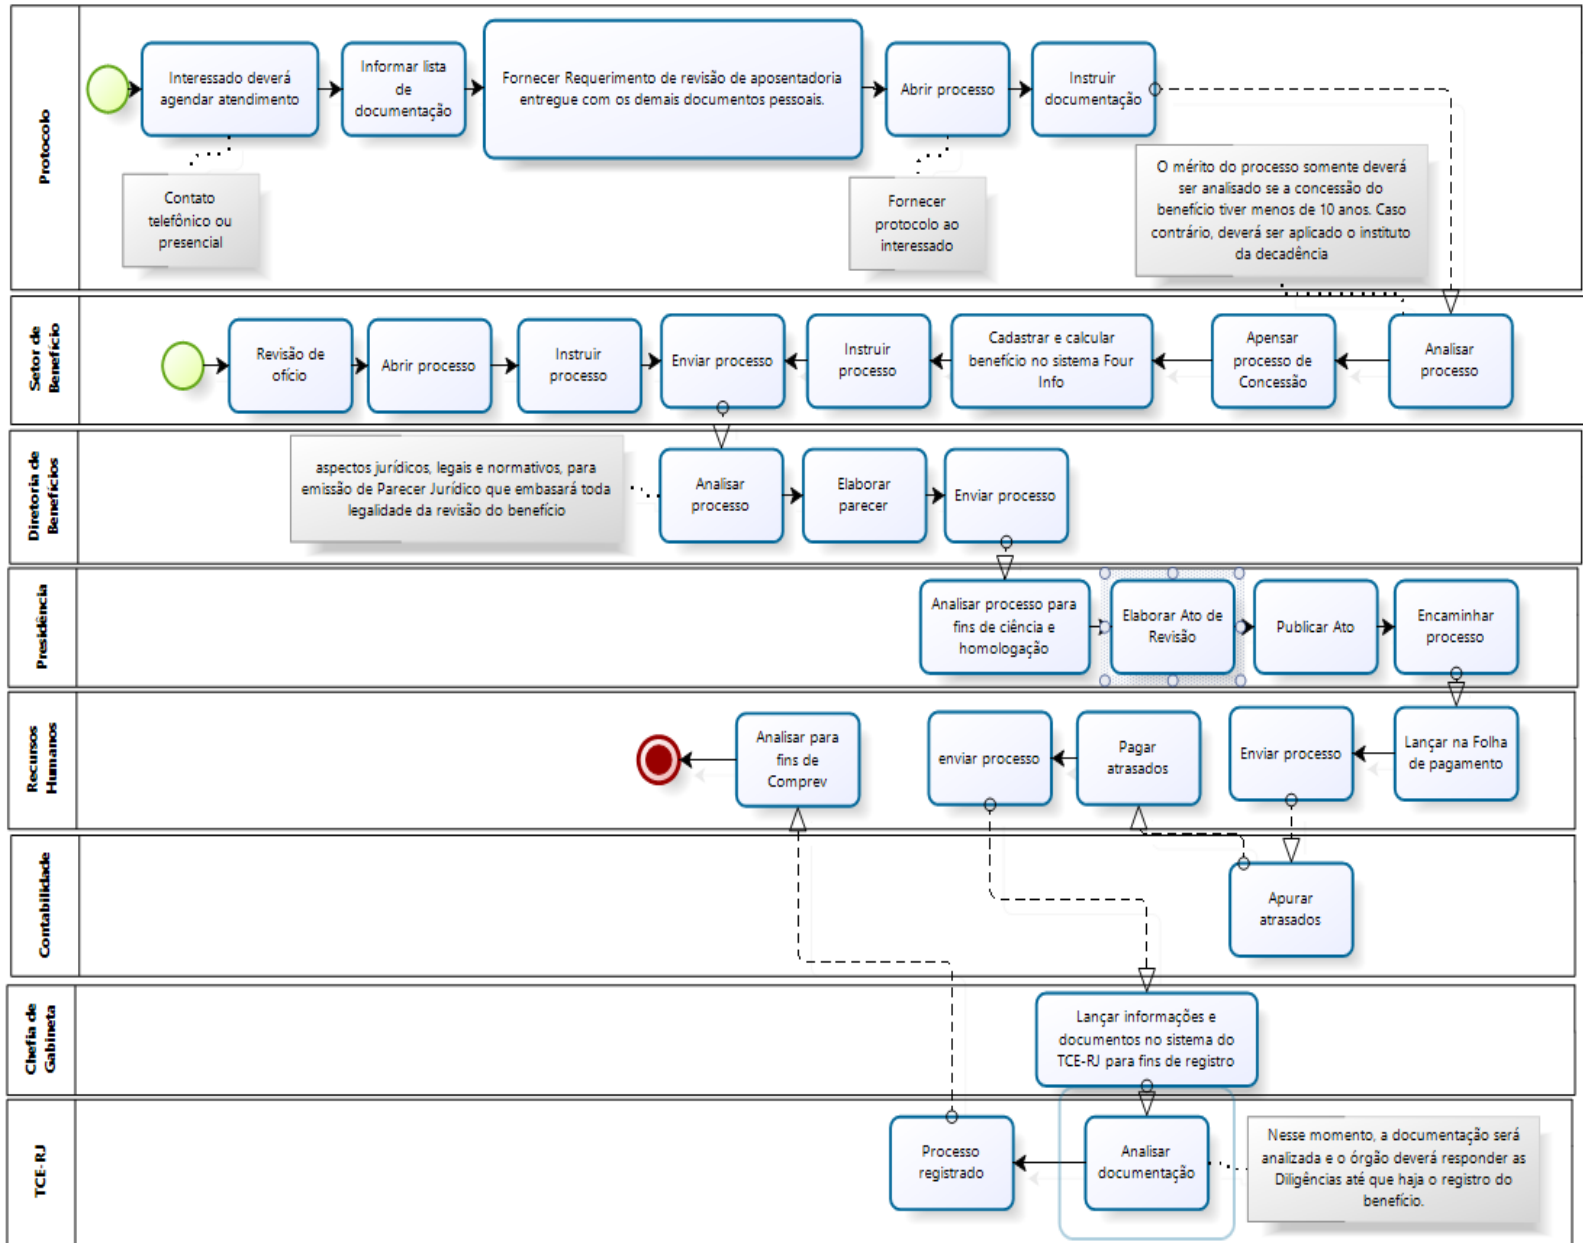 Protocolo
Interessado deverá
agendar atendimento
Informar lista
de
documentação
Fornecer Requerimento de revisão de aposentadoria
entregue com os demais documentos pessoais.
Abrir processo
Instruir
documentação
Contato
telefônico ou
presencial
Fornecer
protocolo ao
interessado
O mérito do processo somente deverá
ser analisado se a concessão do
benefício tiver menos de 10 anos. Caso
contrário, deverá ser aplicado o instituto
da decadência
Setor de
Benefício
Revisão de
ofício
Abrir processo
Instruir
processo
Enviar processo
Instruir
processo
Cadastrar e calcular
benefício no sistema Four
Info
Apensar
processo de
Concessão
Analisar
processo
Diretoria de
Benefícios
aspectos jurídicos, legais e normativos, para
emissão de Parecer Jurídico que embasará toda
legalidade da revisão do benefício
Analisar
processo
Elaborar
parecer
Enviar processo
Presidência
Analisar processo para
fins de ciência e
homologação
Elaborar Ato de
Revisão
Publicar Ato
Encaminhar
processo
Recursos
Humanos
Analisar para
fins de
Comprev
enviar processo
Pagar
atrasados
Enviar processo
Lançar na Folha
de pagamento
Contabilidade
Apurar
atrasados
Chefia de
Gabineta
Lançar informações e
documentos no sistema do
TCE-RJ para fins de registro
TCE-RJ
Processo
registrado
Analisar
documentação
Nesse momento, a documentação será
analizada e o órgão deverá responder as
Diligências até que haja o registro do
benefício.